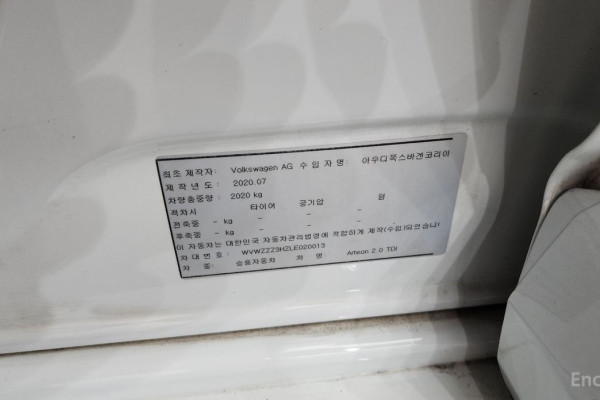 최초 제작자: Volkswagen AG 수 입 자 명: 아우디폭스바겐코리아
제 작 년 도 : 2020.07
차량총중량 : 2020 kg
적차시 타이어 공기압 림
전축중 - kg - - -
후축중 - kg - - -
이 자동차는 대한민국 자동차관리법령에 적합하게 제작(수입)되었습니
차 대 번 호 : WVWZZZ3HZLE020013
차 종: 승용자동차 차 명 Arteon 2.0 TDI
Enc